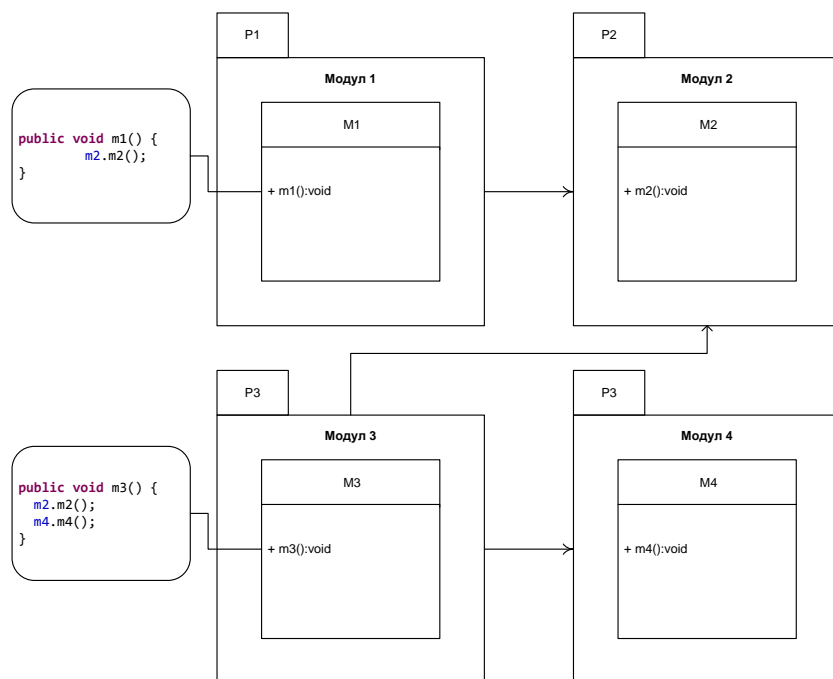 P1
P2
Модул 1
Модул 2
public void m1() {
m2.m2();
}
M1
+ m1():void
M2
+ m2():void
P3
P3
Модул 3
Модул 4
public void m3() {
m2.m2();
m4.m4();
}
M3
+ m3():void
M4
+ m4():void